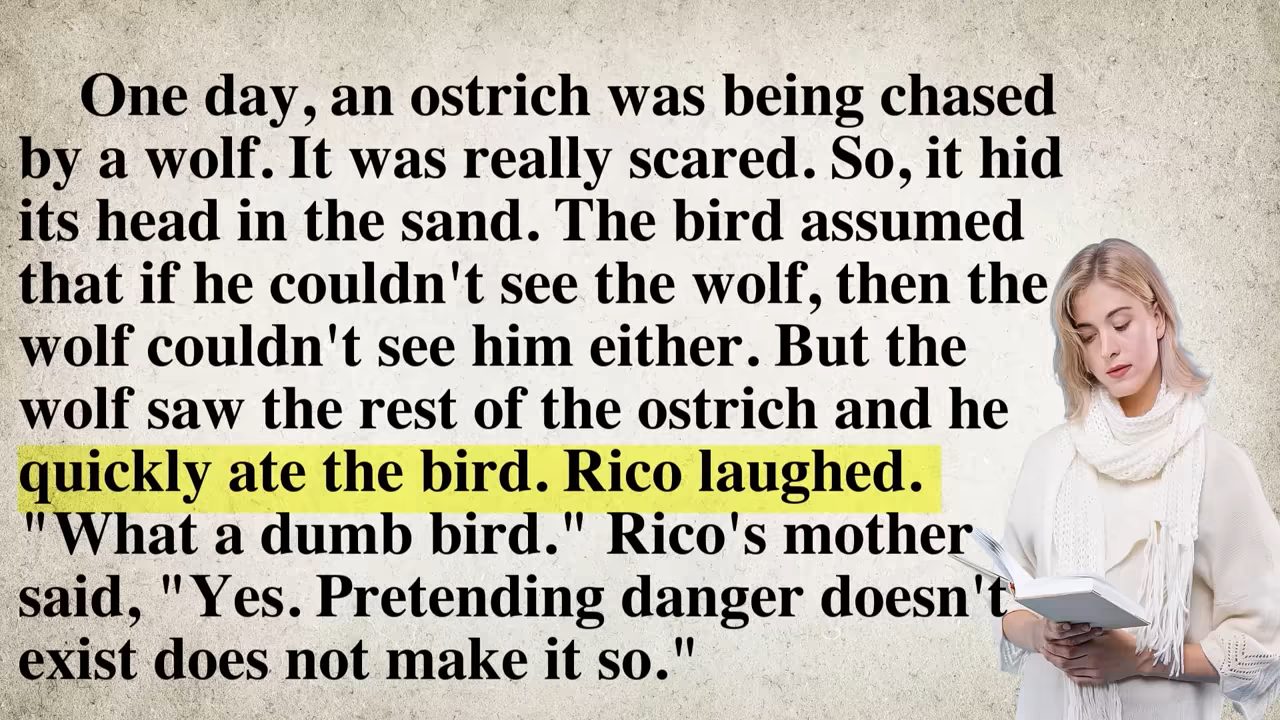 One day, an ostrich was being chased
by a wolf. It was really scared. So, it hid
its head in the sand. The bird assumed
that if he couldn't see the wolf, then the
wolf couldn't see him either. But the
wolf saw the rest of the ostrich and he
quickly ate the bird. Rico laughed.
"What a dumb bird." Rico's mother
said, "Yes. Pretending danger doesn't
exist does not make it so."